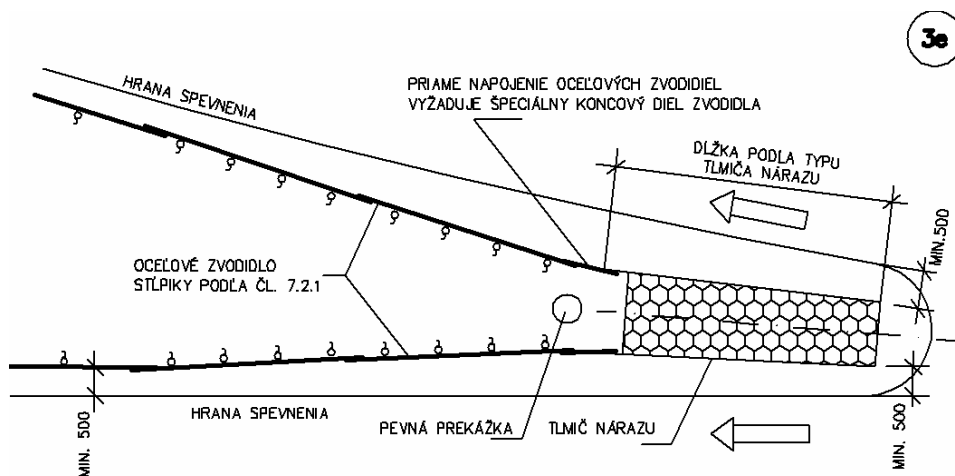 3e
HRANA SPEVNENIA
PRIAME NAPOJENIE OCEĽOVÝCH ZVODIDIEL
VYŽADUJE ŠPECIÁLNY KONCOVÝ DIEL ZVODIDLA
DĹŽKA PODĽA TYPU
TLMIČA NÁRAZU
MIN.500
OCEĽOVÉ ZVODIDLO
STĹPIKY PODĽA ČL. 7.2.1
HRANA SPEVNENIA
PEVNÁ PREKÁŽKA
TLMIČ NÁRAZU
MIN. 500
MIN. 500